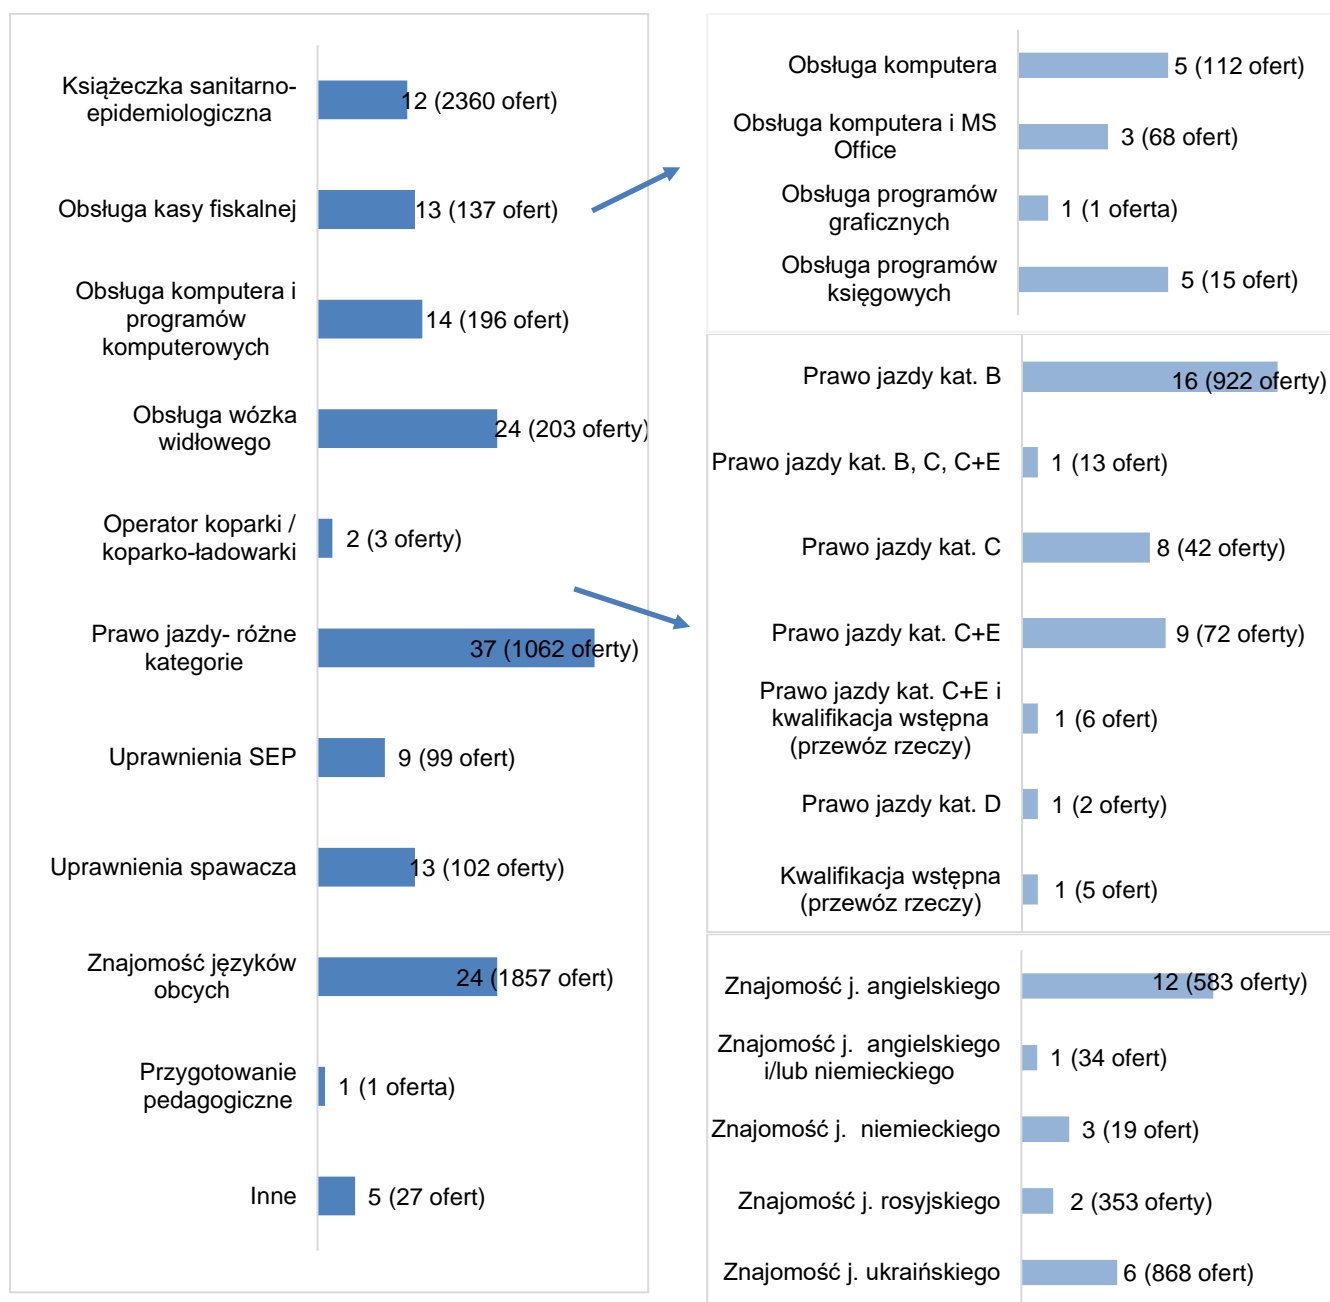 Książeczka sanitarno-
epidemiologiczna
12 (2360 ofert)
Obsługa kasy fiskalnej
13 (137 ofert)
Obsługa komputera i
programów
komputerowych
14 (196 ofert)
Obsługa wózka
widłowego
24 (203 oferty)
Operator koparki /
koparko-ładowarki
2 (3 oferty)
Prawo jazdy- różne
kategorie
37 (1062 oferty)
Uprawnienia SEP
9 (99 ofert)
Uprawnienia spawacza
13 (102 oferty)
Znajomość języków
obcych
24 (1857 ofert)
Przygotowanie
pedagogiczne
1 (1 oferta)
Inne
5 (27 ofert)
Obsługa komputera
5 (112 ofert)
Obsługa komputera i MS
Office
3 (68 ofert)
Obsługa programów
graficznych
1 (1 oferta)
Obsługa programów
księgowych
5 (15 ofert)
Prawo jazdy kat. B
16 (922 oferty)
Prawo jazdy kat. B, C, C+E
1 (13 ofert)
Prawo jazdy kat. C
8 (42 oferty)
Prawo jazdy kat. C+E
9 (72 oferty)
Prawo jazdy kat. C+E i
kwalifikacja wstępna
(przewóz rzeczy)
1 (6 ofert)
Prawo jazdy kat. D
1 (2 oferty)
Kwalifikacja wstępna
(przewóz rzeczy)
1 (5 ofert)
Znajomość j. angielskiego
12 (583 oferty)
Znajomość j. angielskiego
i/lub niemieckiego
1 (34 ofert)
Znajomość j. niemieckiego
3 (19 ofert)
Znajomość j. rosyjskiego
2 (353 oferty)
Znajomość j. ukraińskiego
6 (868 ofert)